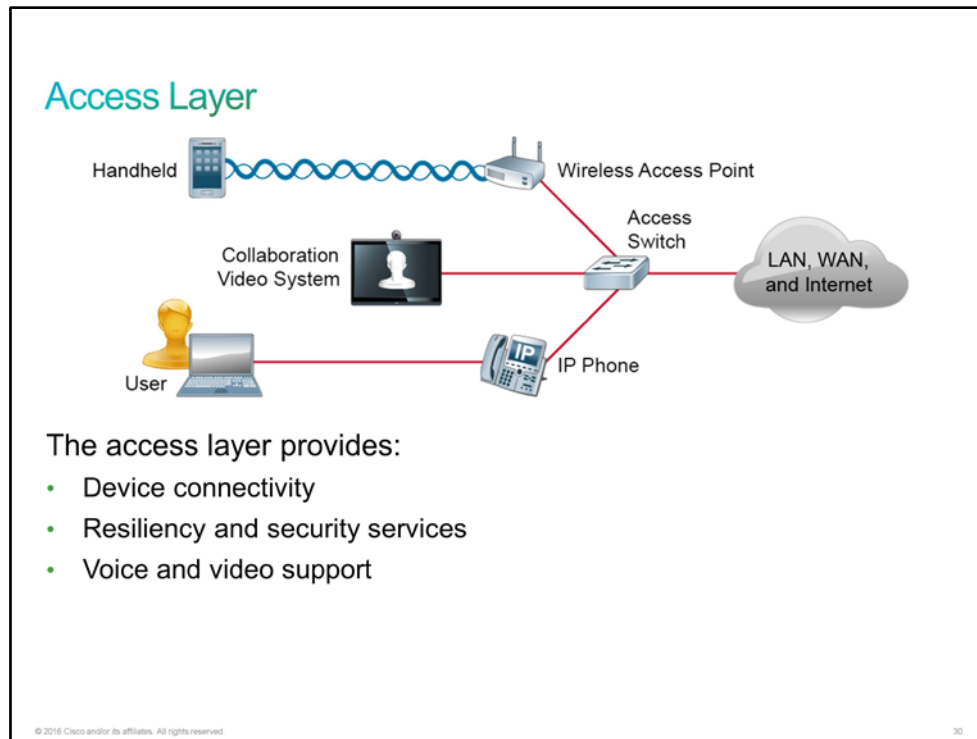 Access Layer
Handheld
Wireless Access Point
Access
Switch
Collaboration
Video System
LAN, WAN,
and Internet
User
IP
IP Phone
The access layer provides:
• Device connectivity
• Resiliency and security services
• Voice and video support
© 2016 Cisco and/or its affiliates. All rights reserved.
30